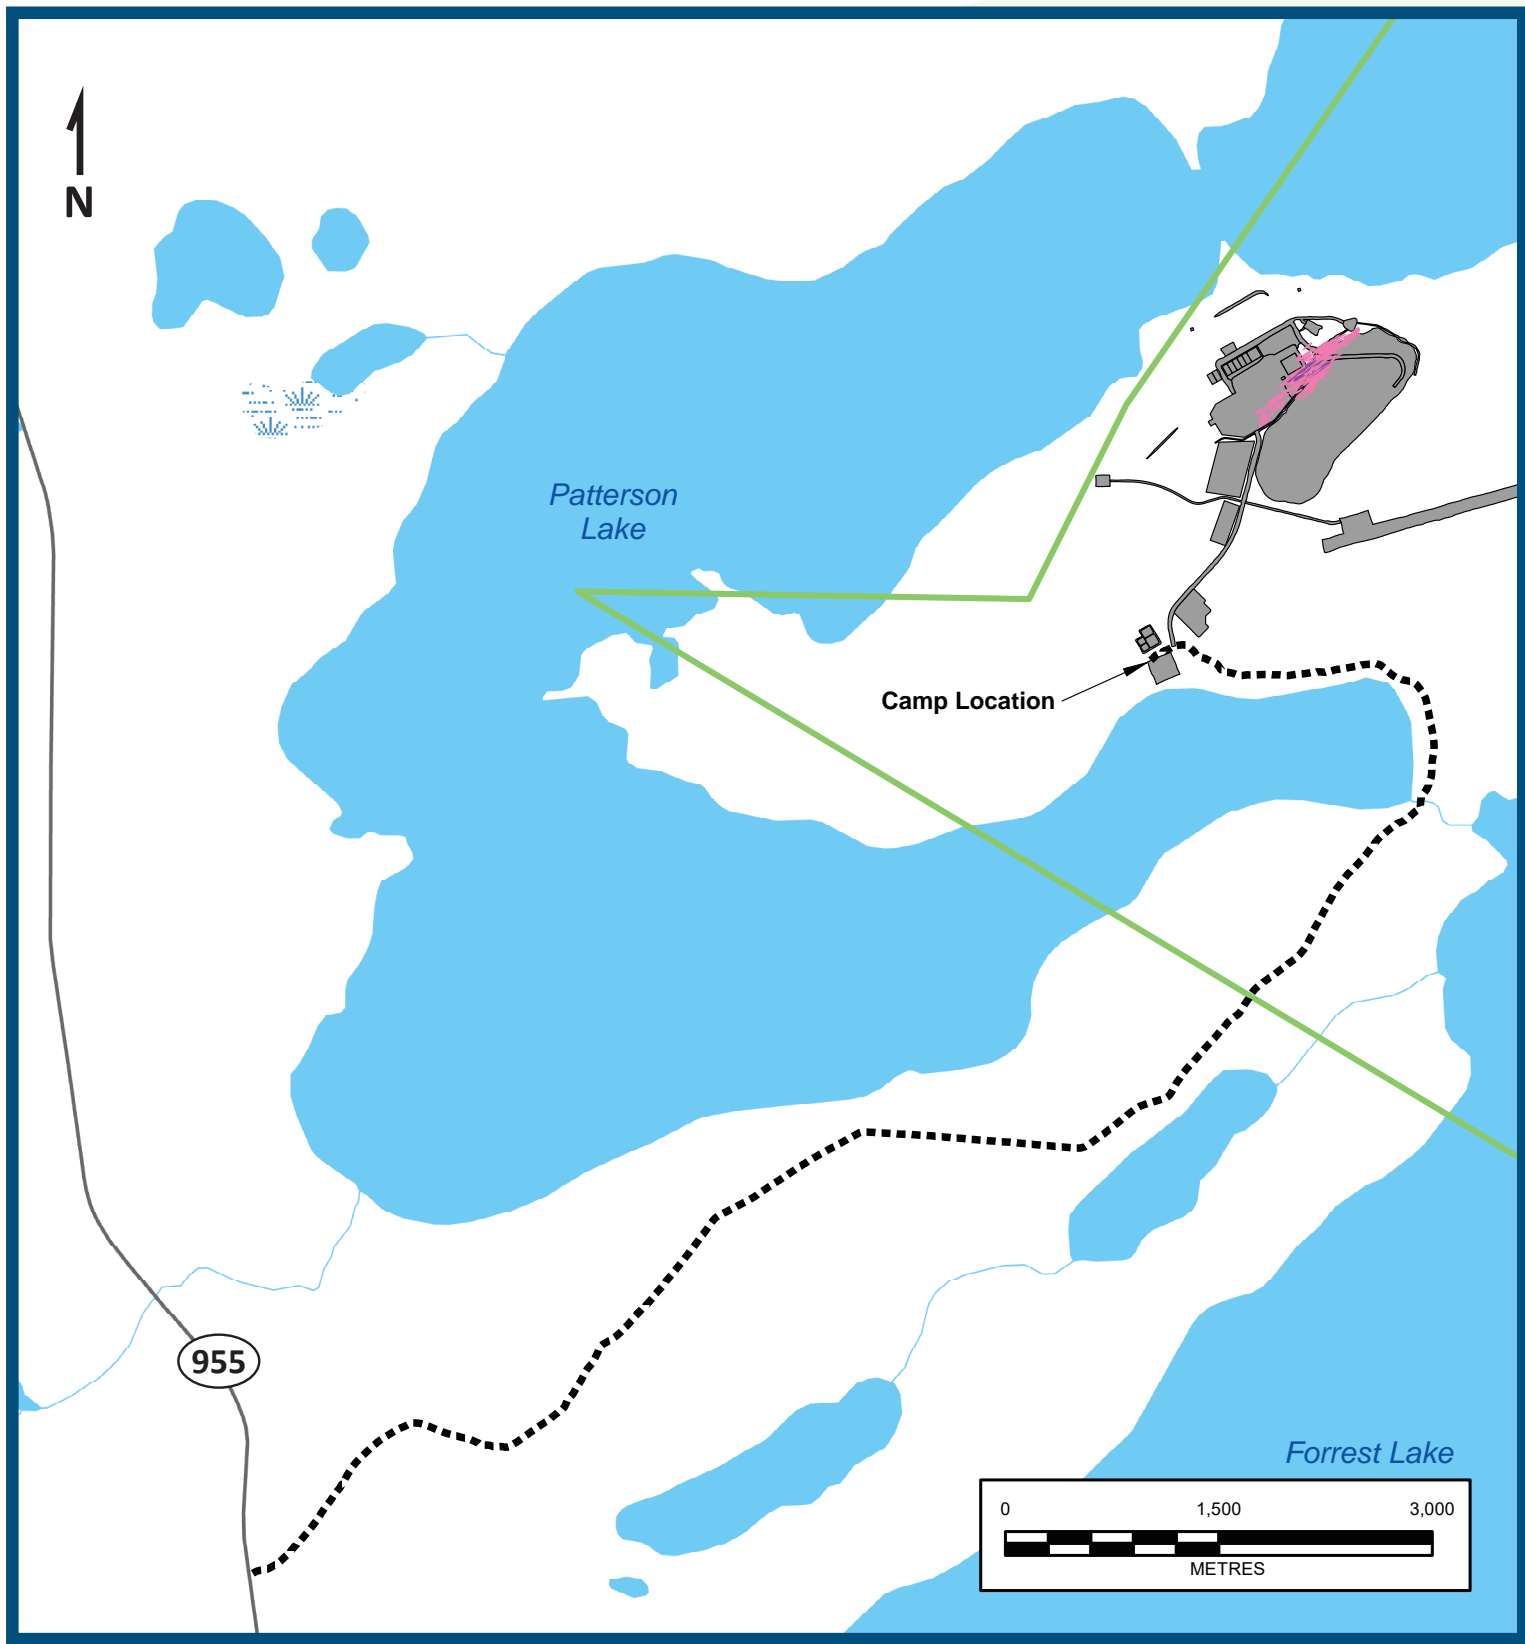 N
Patterson
Lake
Camp Location
955
Forrest Lake
0 1,500 3,000
METRES